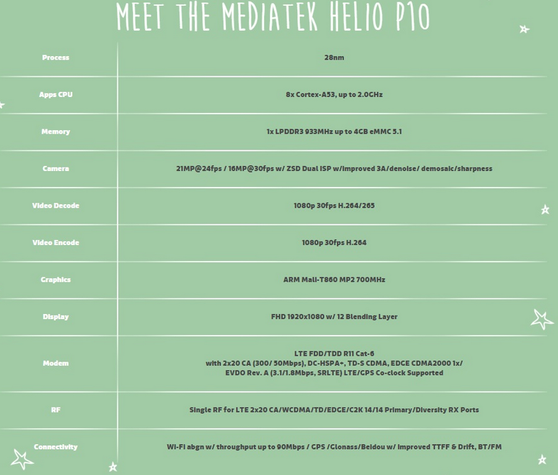 MEET THE MEDIATEK HELIO P10
Process
28nm
Apps CPU
8x Cortex-A53, up to 2.0GHz
Memory
1x LPDDR3 933MHz up to 4GB eMMC 5.1
Camera
21MP@24fps / 16MP@30fps w/ ZSD Dual ISP w/Improved 3A/denoise/ demosaic/sharpness
Video Decode
1080p 30fps H.264/265
Video Encode
1080p 30fps H.264
Graphics
ARM Mali-T860 MP2 700MHz
Display
FHD 1920x1080 w/ 12 Blending Layer
Modem
LTE FDD/TDD R11 Cat-6
with 2x20 CA (300/ 50Mbps), DC-HSPA+, TD-S CDMA, EDGE CDMA2000 1x/
EVDO Rev. A (3.1/1.8Mbps, SRLTE) LTE/GPS Co-clock Supported
RF
Single RF for LTE 2x20 CA/WCDMA/TD/EDGE/C2K 14/14 Primary/Diversity RX Ports
Connectivity
Wi-Fi abgn w/ throughput up to 90Mbps / GPS /Glonass/Beidou w/ Improved TTFF & Drift, BT/FM